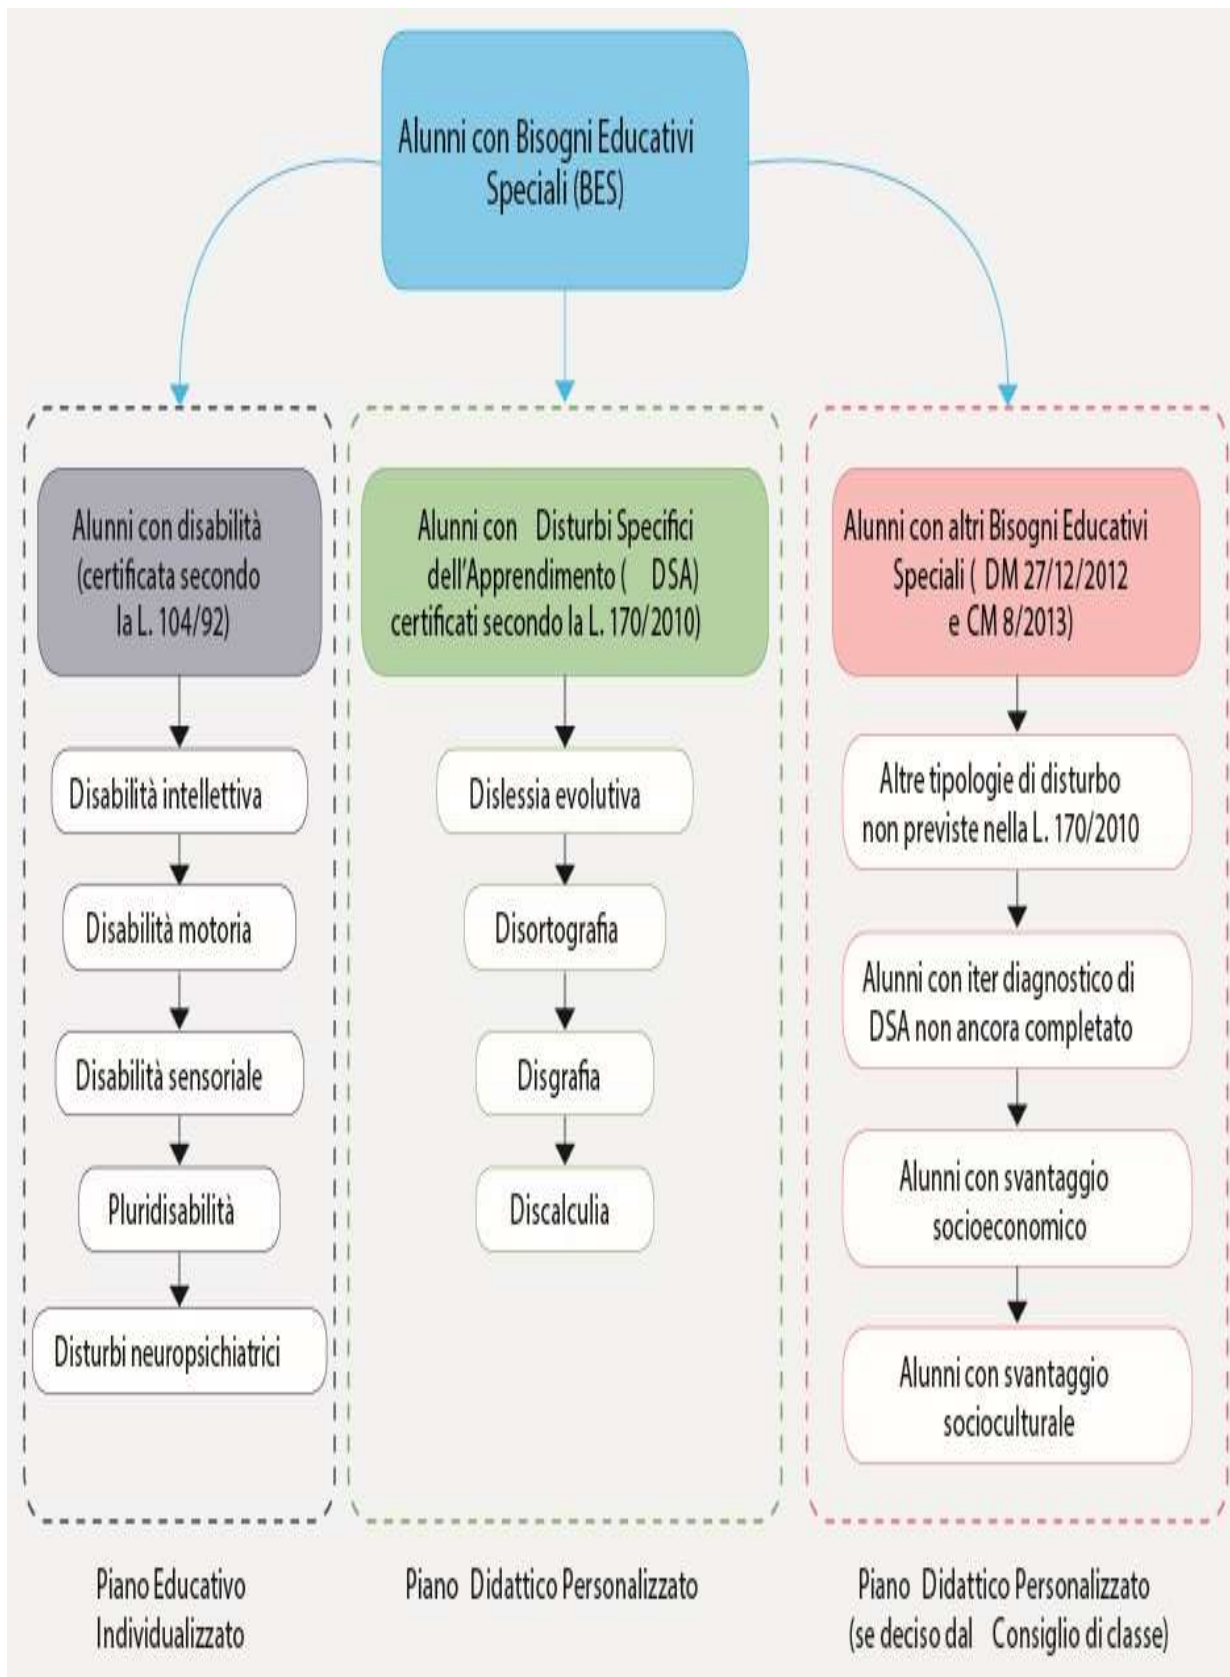 Alunni con Bisogni Educativi
Speciali (BES)
Alunni con disabilità
(certificata secondo
la L. 104/92)
Disabilità intellettiva
Disabilità motoria
Disabilità sensoriale
Pluridisabilità
Disturbi neuropsichiatrici
Piano Educativo
Individualizzato
Alunni con Disturbi Specifici
dell'Apprendimento ( DSA)
certificati secondo la L. 170/2010)
Dislessia evolutiva
Disortografia
Disgrafia
Discalculia
Piano Didattico Personalizzato
Alunni con altri Bisogni Educativi
Speciali ( DM 27/12/2012
e CM 8/2013)
Altre tipologie di disturbo
non previste nella L. 170/2010
Alunni con iter diagnostico di
DSA non ancora completato
Alunni con svantaggio
socioeconomico
Alunni con svantaggio
socioculturale
Piano Didattico Personalizzato
(se deciso dal Consiglio di classe)